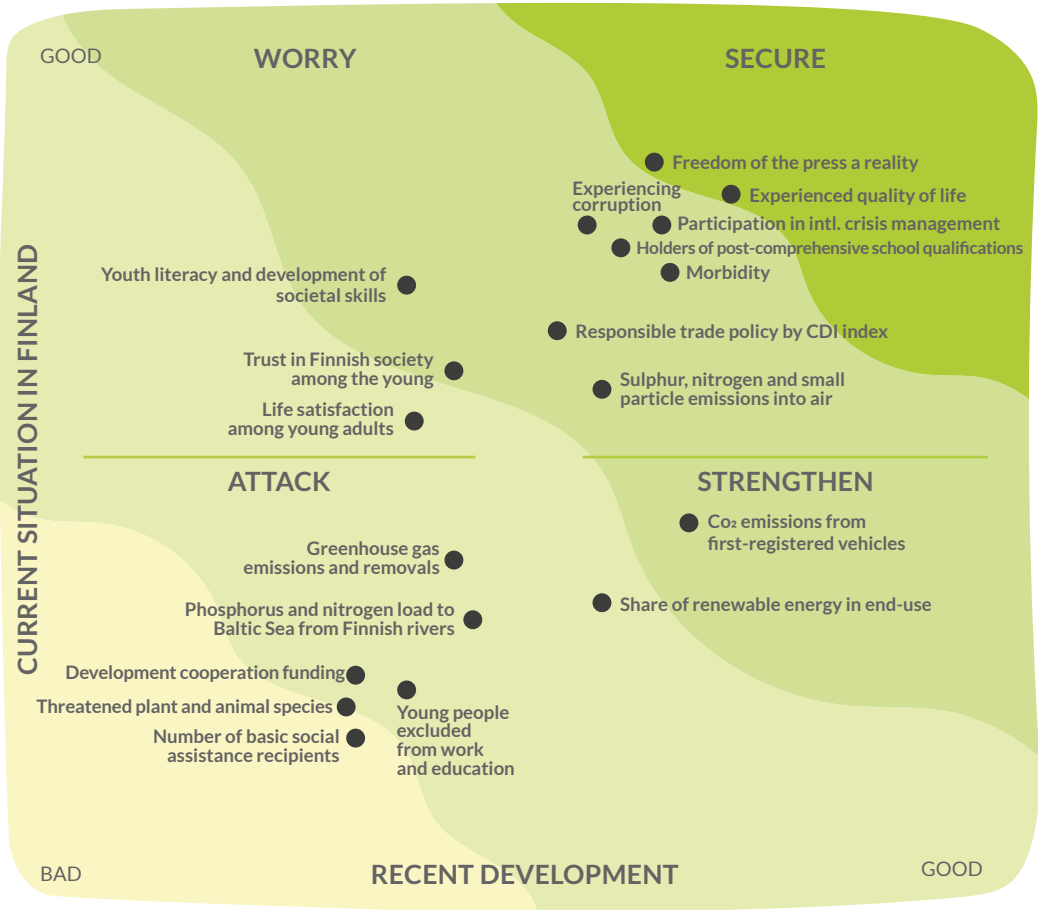 GOOD
WORRY
SECURE
Freedom of the press a reality
Experiencing
corruption
Experienced quality of life
Participation in intl. crisis management
Holders of post-comprehensive school qualifications
Morbidity
Youth literacy and development of
societal skills
Responsible trade policy by CDI index
Trust in Finnish society
among the young
Sulphur, nitrogen and small
particle emissions into air
Life satisfaction
among young adults
CURRENT SITUATION IN FINLAND
ATTACK
STRENGTHEN
Co₂ emissions from
first-registered vehicles
Greenhouse gas
emissions and removals
Share of renewable energy in end-use
Phosphorus and nitrogen load to
Baltic Sea from Finnish rivers
Development cooperation funding
Threatened plant and animal species
Young people
excluded
from work
and education
Number of basic social
assistance recipients
BAD
RECENT DEVELOPMENT
GOOD